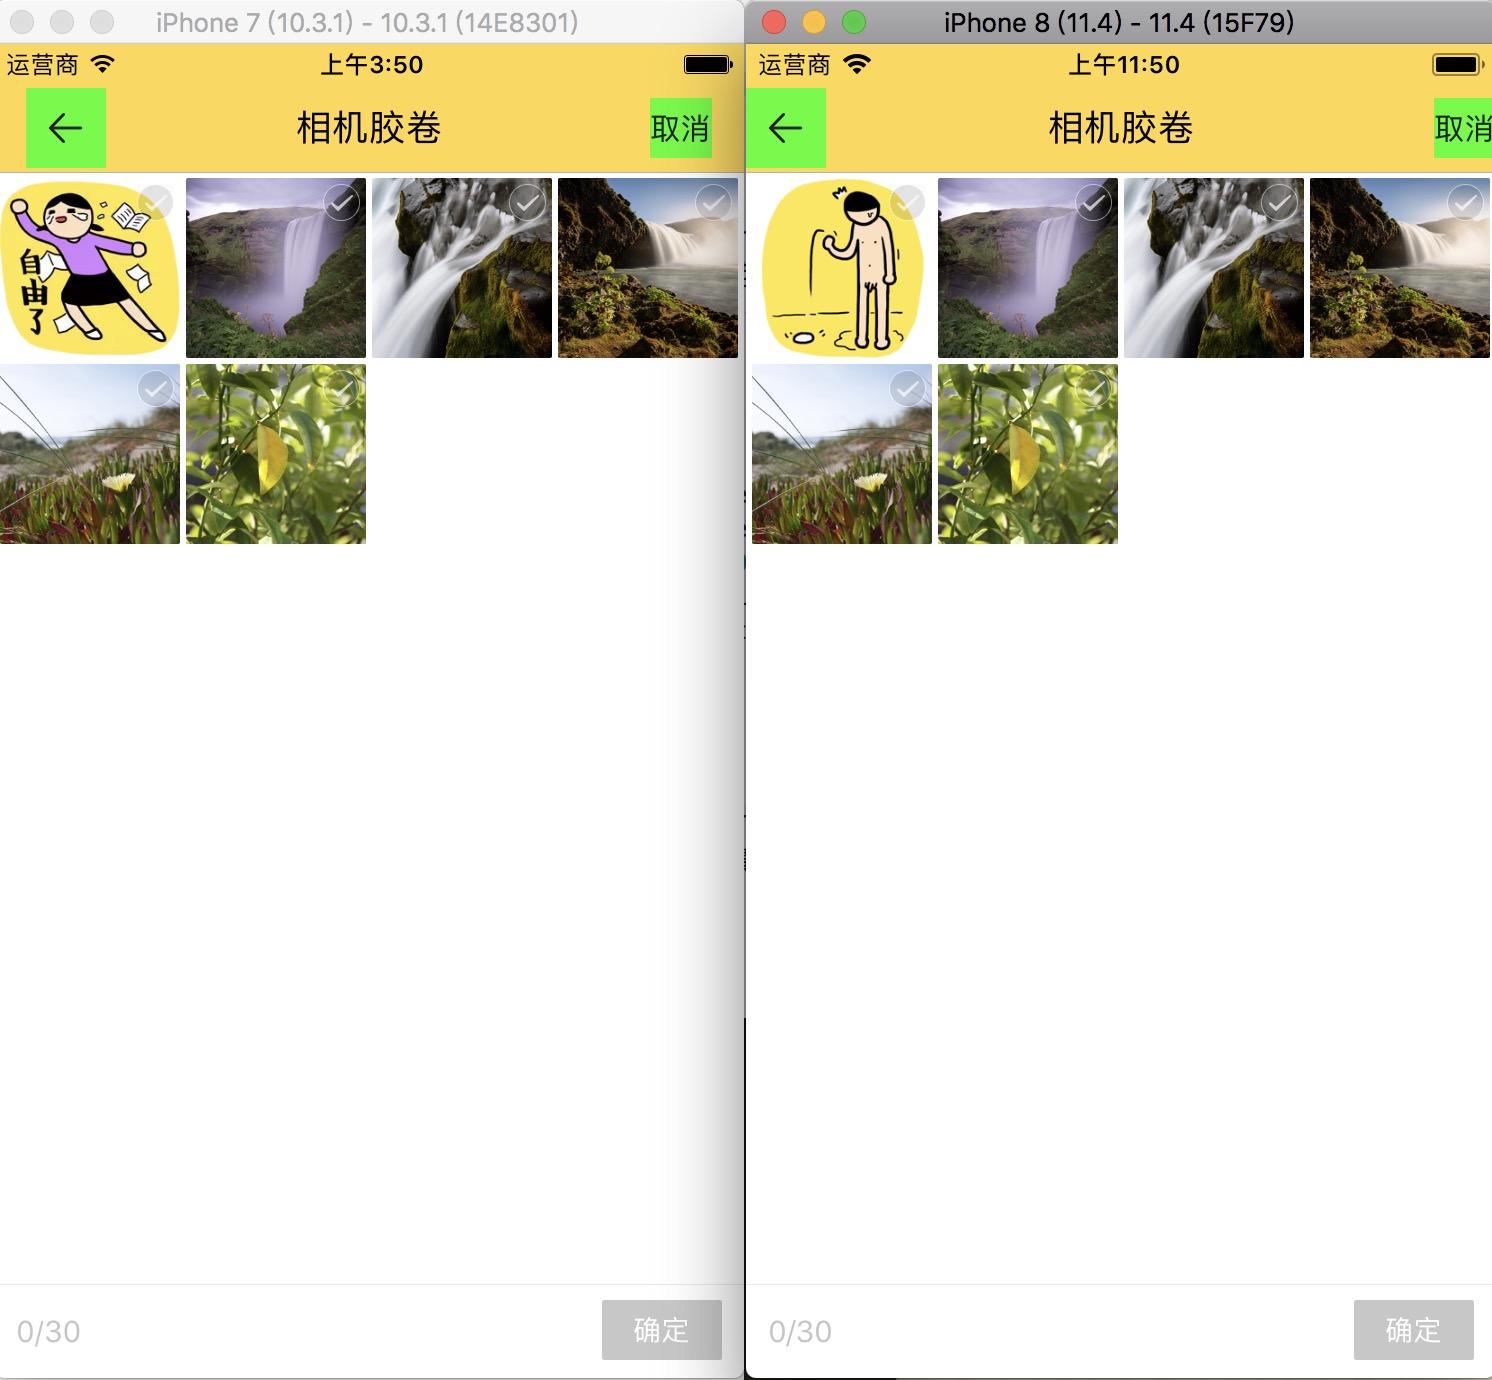 iPhone 7 (10.3.1) - 10.3.1 (14E8301)
运营商
上午3:50
相机胶卷
取消
自由了
0/30
确定
iPhone 8 (11.4) - 11.4 (15F79)
运营商
上午11:50
相机胶卷
取消
0/30
确定